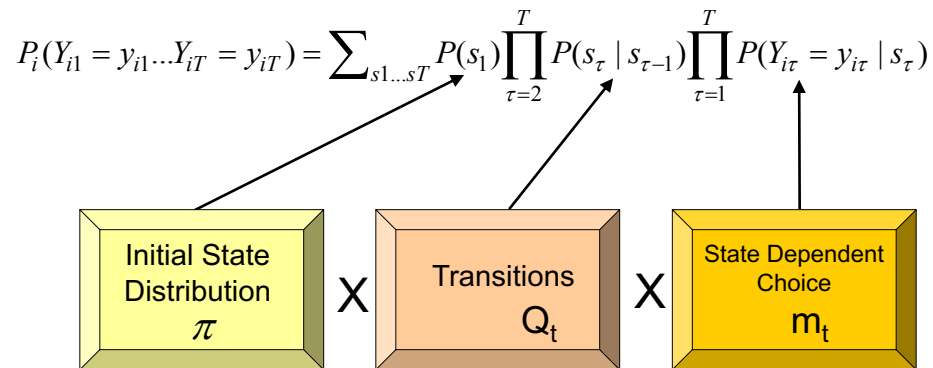 P_i(Y_{i1} = y_{i1}...Y_{iT} = y_{iT}) = ∑_{s1...sT} P(s_1) ∏_{τ=2}^{T} P(s_τ | s_{τ−1}) ∏_{τ=1}^{T} P(Y_{iτ} = y_{iτ} | s_τ)
Initial State
Distribution
π
X
Transitions
Q_t
X
State Dependent
Choice
m_t